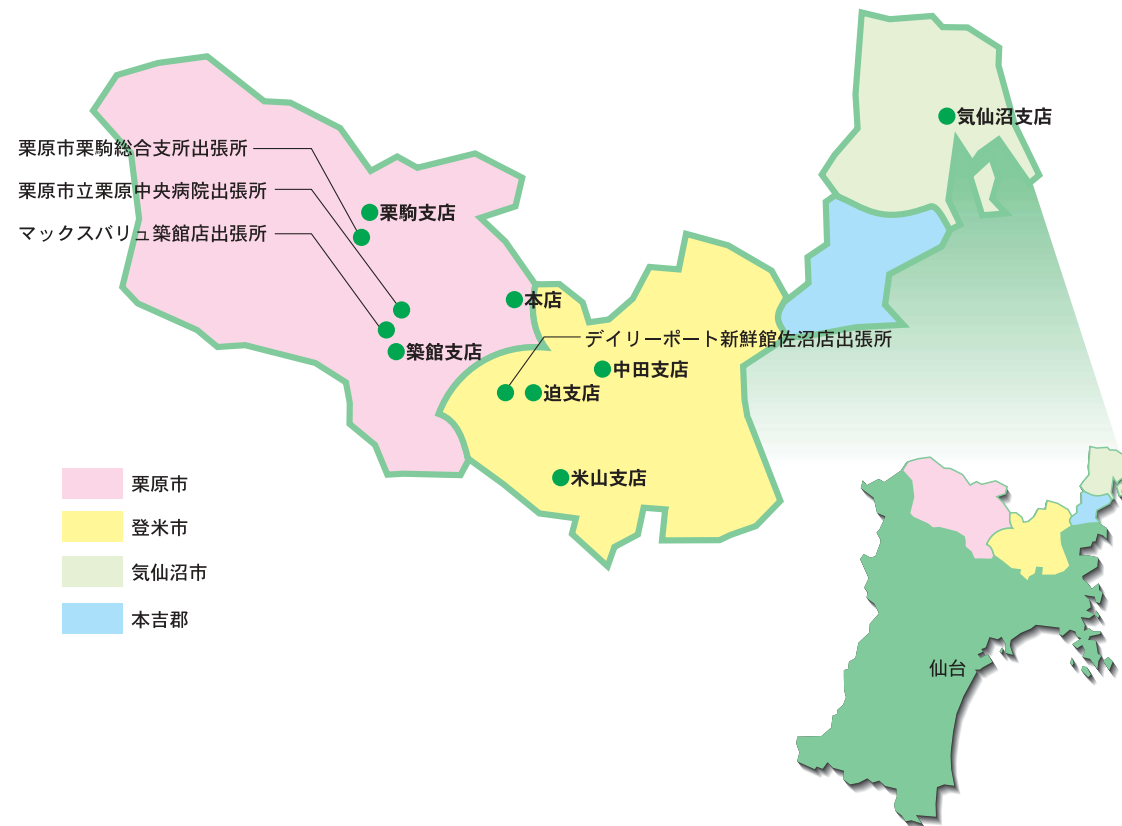 気仙沼支店
栗原市栗駒総合支所出張所
栗原市立栗原中央病院出張所
栗駒支店
マックスバリュ築館店出張所
本店
デイリーポート新鮮館佐沼店出張所
築館支店
中田支店
迫支店
米山支店
栗原市
登米市
気仙沼市
本吉郡
仙台